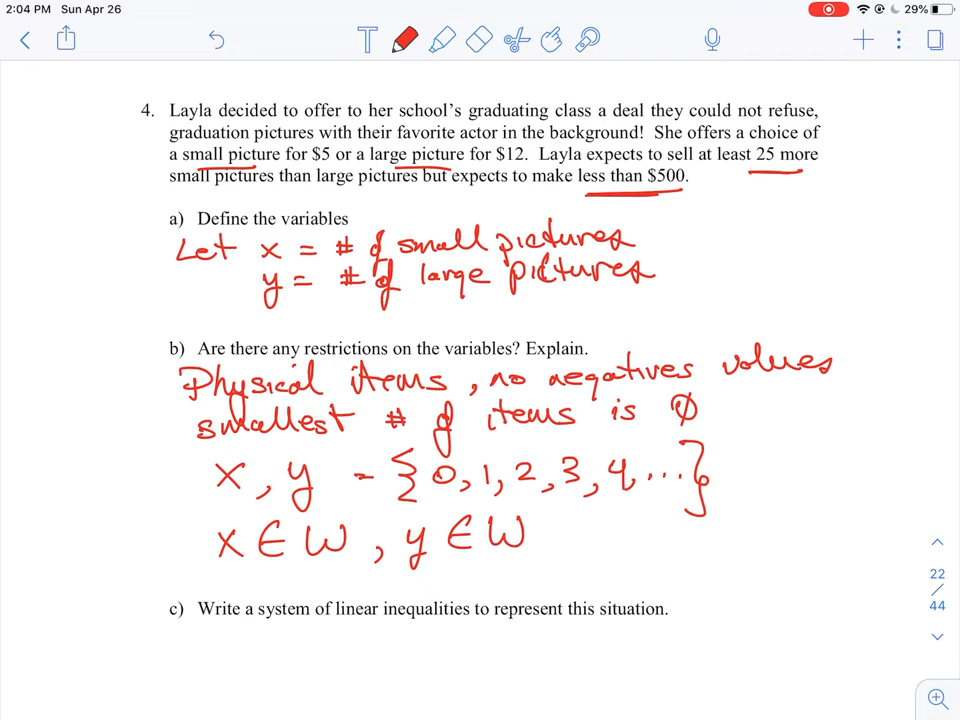 2:04 PM Sun Apr 26
29%
T
4. Layla decided to offer to her school's graduating class a deal they could not refuse,
graduation pictures with their favorite actor in the background! She offers a choice of
a small picture for $5 or a large picture for $12. Layla expects to sell at least 25 more
small pictures than large pictures but expects to make less than $500.
a) Define the variables
Let x = # of small pictures
y = # of large pictures
b) Are there any restrictions on the variables? Explain.
Physical items, no negatives values
smallest # of items is 0
x, y = {0, 1, 2, 3, 4, ...}
x ∈ W, y ∈ W
c) Write a system of linear inequalities to represent this situation.
22
/
44